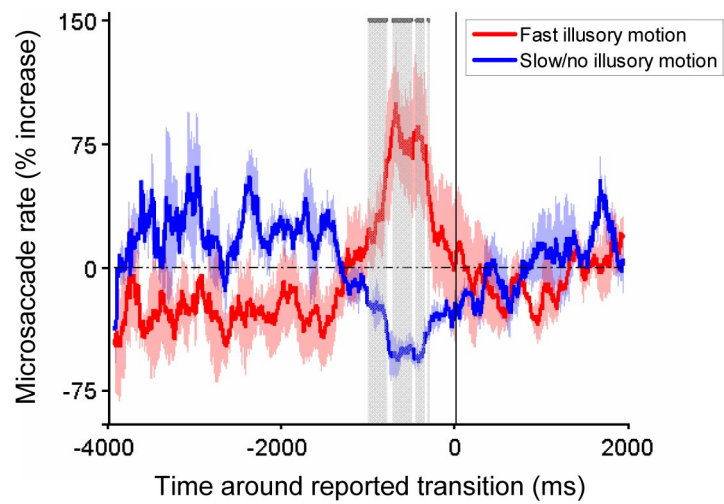 150
75
0
-75
-4000
-2000
0
2000
Microsaccade rate (% increase)
Time around reported transition (ms)
Fast illusory motion
Slow/no illusory motion